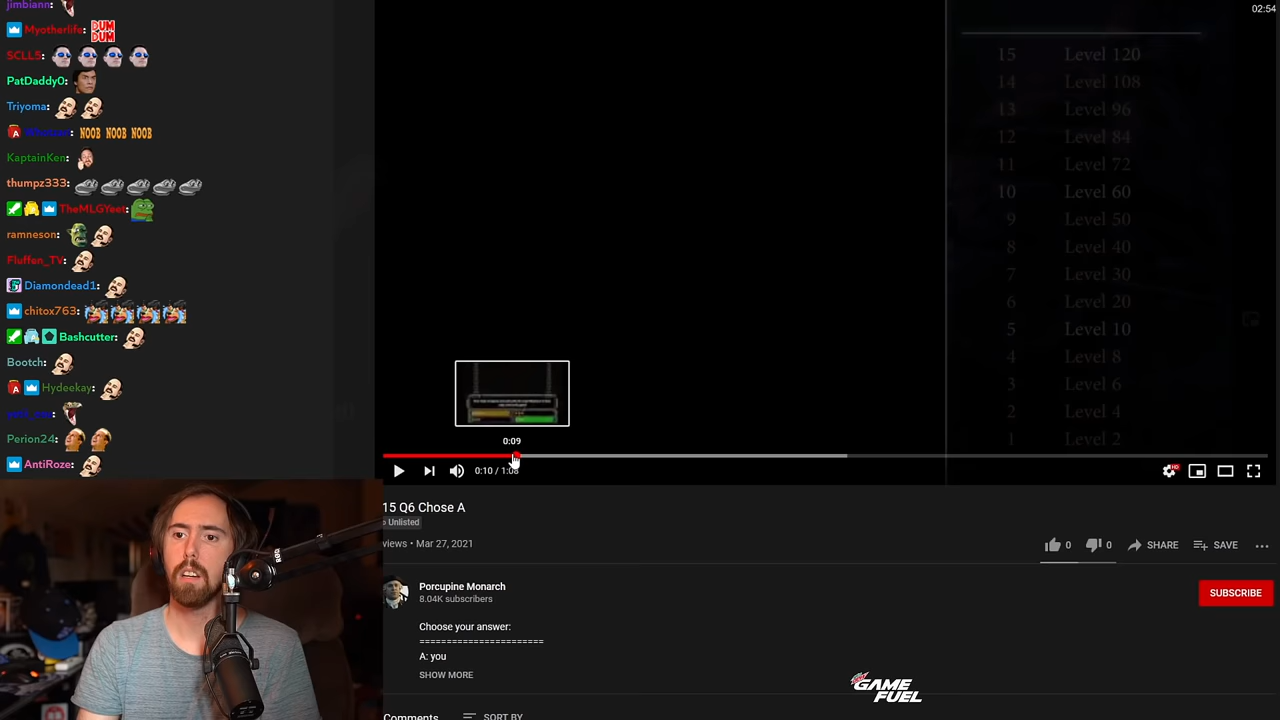 jimbiann:
Myotherlife:
DUM
DUM
SCLL5:
PatDaddy0:
Triyoma:
NOOB NOOB NOOB
KaptainKen:
thumpz333:
TheMLGYeet:
ramneson:
Fluffen_TV:
Diamondead1:
chitox763:
Bashcutter:
Bootch:
Hydeekay:
Perion24:
AntiRoze:
02:54
15 Level 120
14 Level 108
13 Level 96
12 Level 84
11 Level 72
10 Level 60
9 Level 50
8 Level 40
7 Level 30
6 Level 20
5 Level 10
4 Level 8
3 Level 6
2 Level 4
1 Level 2
0:09
0:10 / 1:08
HD
15 Q6 Chose A
Unlisted
views • Mar 27, 2021
0
0
SHARE
SAVE
Porcupine Monarch
8.04K subscribers
SUBSCRIBE
Choose your answer:
=======================
A: you
SHOW MORE
GAME
FUEL
Comments
SORT BY